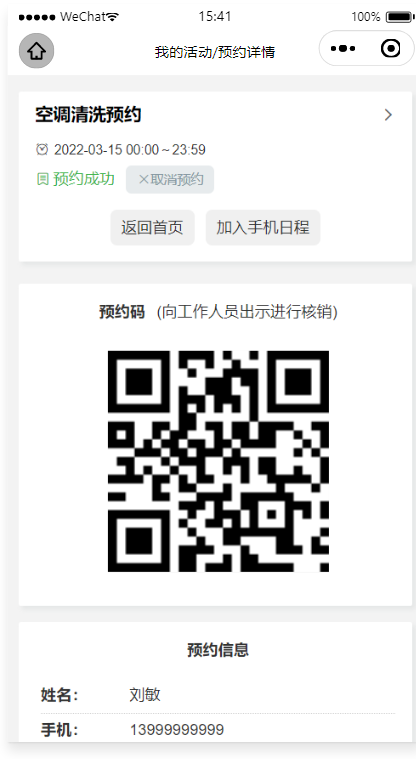 WeChat 15:41 100%
我的活动/预约详情
空调清洗预约
2022-03-15 00:00～23:59
预约成功 ×取消预约
返回首页 加入手机日程
预约码 (向工作人员出示进行核销)
预约信息
姓名： 刘敏
手机： 13999999999